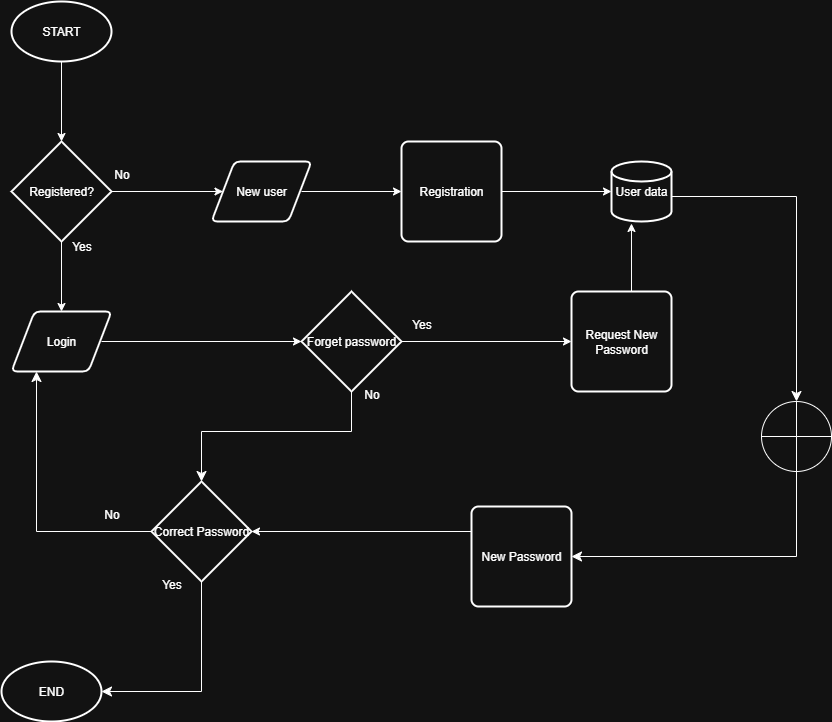 START
Registered?
No
New user
Registration
User data
Yes
Login
Forget password
Yes
Request New
Password
No
No
Correct Password
New Password
Yes
END